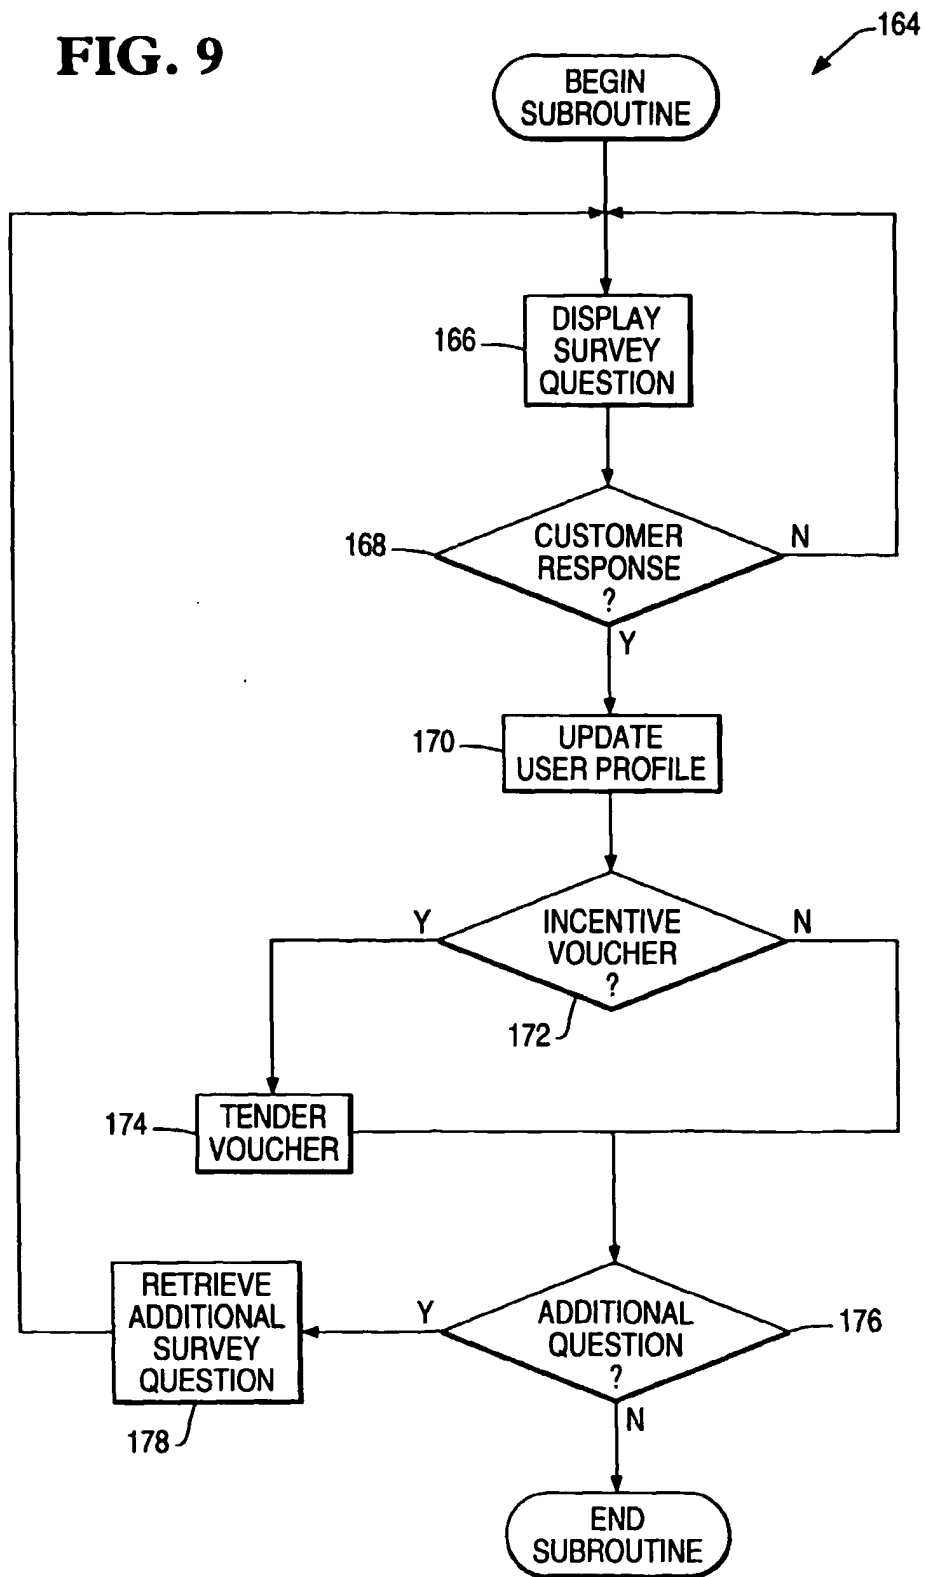 FIG. 9
164
BEGIN
SUBROUTINE
166
DISPLAY
SURVEY
QUESTION
168
CUSTOMER
RESPONSE
?
N
Y
170
UPDATE
USER PROFILE
Y
INCENTIVE
VOUCHER
?
N
172
174
TENDER
VOUCHER
RETRIEVE
ADDITIONAL
SURVEY
QUESTION
178
Y
ADDITIONAL
QUESTION
?
176
N
END
SUBROUTINE